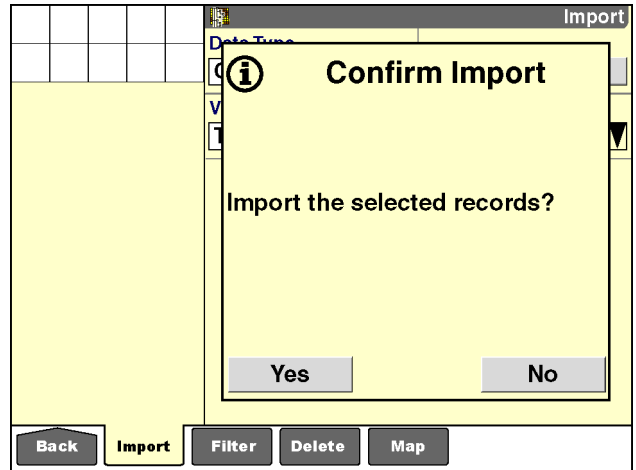 Import
Confirm Import
Import the selected records?
Yes
No
Back
Import
Filter
Delete
Map